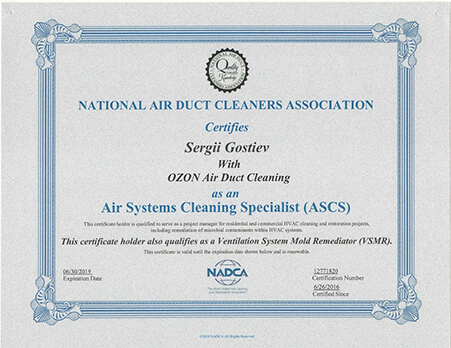 Quality
Knowledge
NATIONAL AIR DUCT CLEANERS ASSOCIATION
Certifies
Sergii Gostiev
With
OZON Air Duct Cleaning
as an
Air Systems Cleaning Specialist (ASCS)
This certificate holder is qualified to serve as a project manager for residential and commercial HVAC cleaning and restoration projects,
including remediation of microbial contaminants within HVAC systems.
This certificate holder also qualifies as a Ventilation System Mold Remediator (VSMR).
This certificate is valid until the expiration date shown below and is renewable.
06/30/2019
Expiration Date
NADCA
The HVAC Inspection, Cleaning
and Restoration Association
12771820
Certification Number
6/26/2016
Certified Since
©2018 NADCA All Rights Reserved